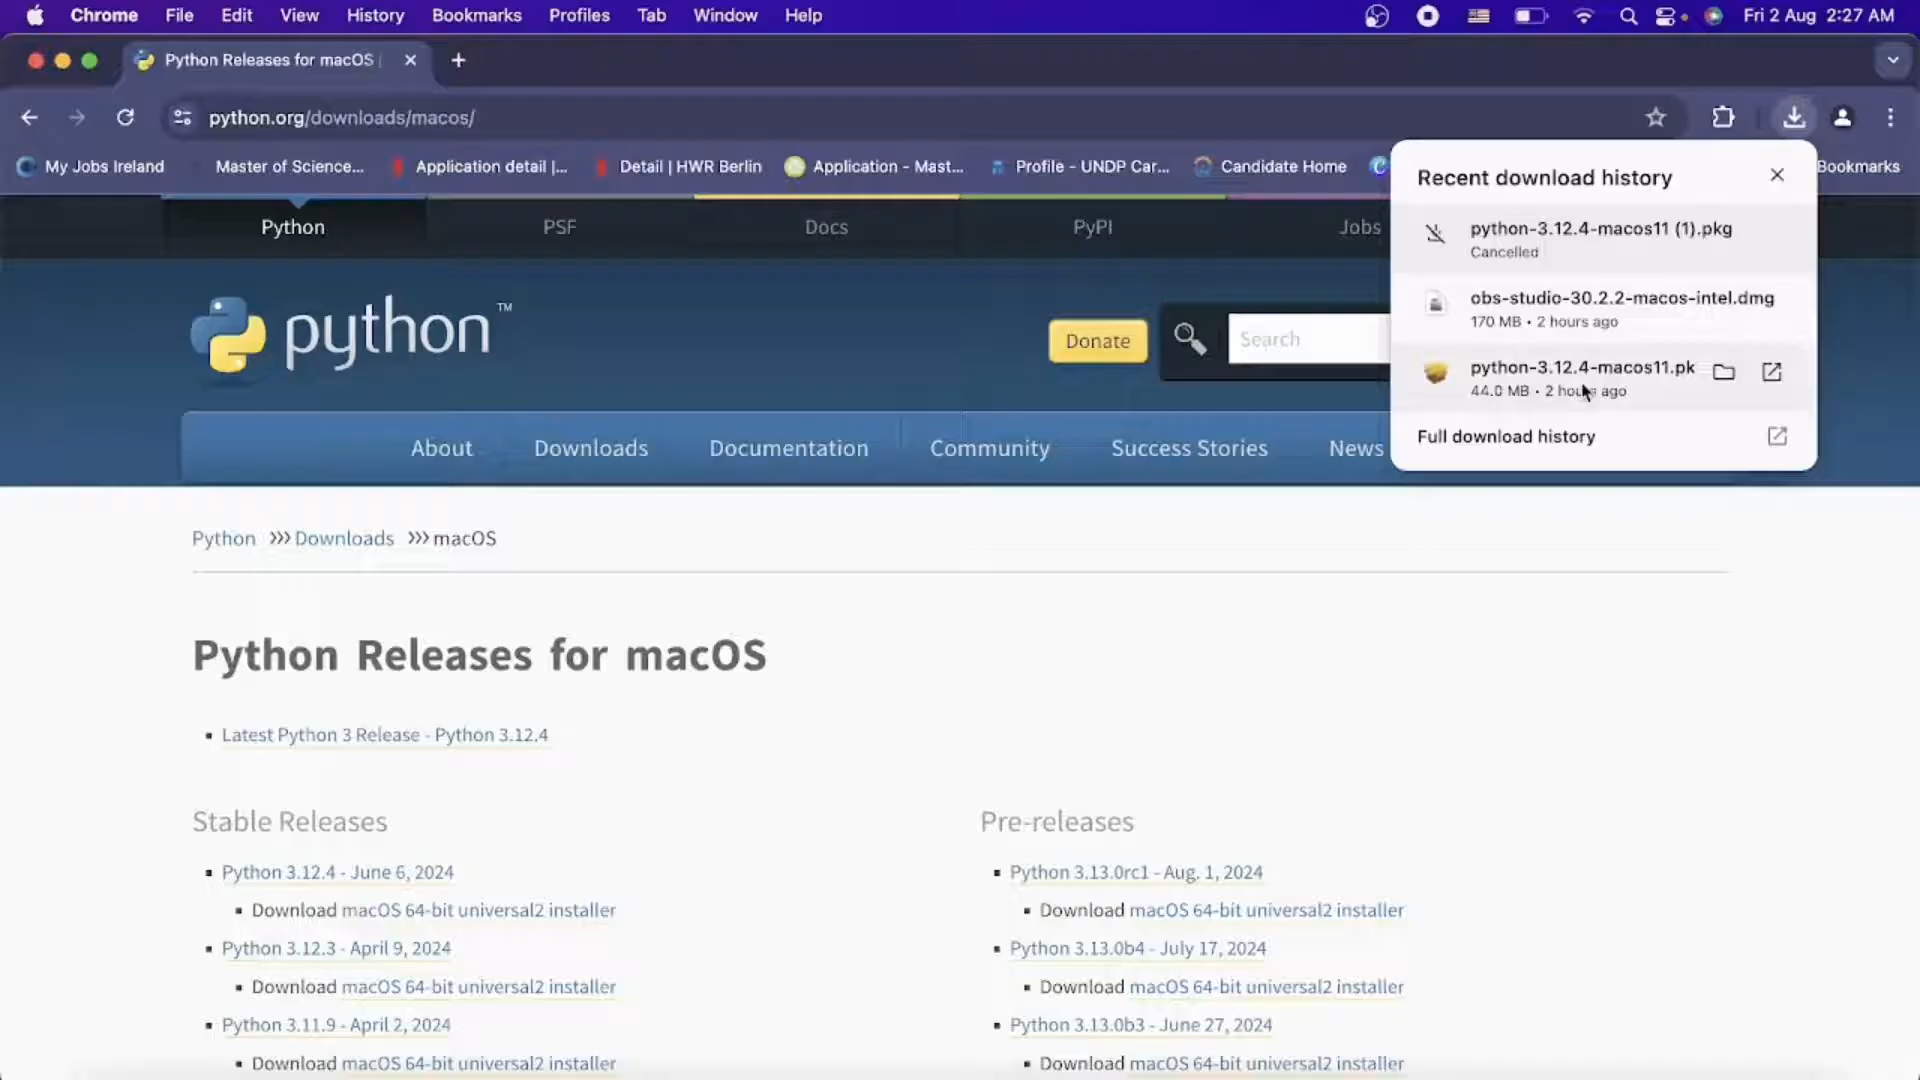 Chrome File Edit View History Bookmarks Profiles Tab Window Help Fri 2 Aug 2:27 AM
Python Releases for macOS |
python.org/downloads/macos/
My Jobs Ireland Master of Science... Application detail |... Detail | HWR Berlin Application - Mast... Profile - UNDP Car... Candidate Home Bookmarks
Recent download history
python-3.12.4-macos11 (1).pkg
Cancelled
obs-studio-30.2.2-macos-intel.dmg
170 MB • 2 hours ago
python-3.12.4-macos11.pk
44.0 MB • 2 hours ago
Full download history
Python PSF Docs PyPI Jobs
python™
Donate Search
About Downloads Documentation Community Success Stories News
Python >>> Downloads >>> macOS
Python Releases for macOS
Latest Python 3 Release - Python 3.12.4
Stable Releases
Python 3.12.4 - June 6, 2024
Download macOS 64-bit universal2 installer
Python 3.12.3 - April 9, 2024
Download macOS 64-bit universal2 installer
Python 3.11.9 - April 2, 2024
Download macOS 64-bit universal2 installer
Pre-releases
Python 3.13.0rc1 - Aug. 1, 2024
Download macOS 64-bit universal2 installer
Python 3.13.0b4 - July 17, 2024
Download macOS 64-bit universal2 installer
Python 3.13.0b3 - June 27, 2024
Download macOS 64-bit universal2 installer